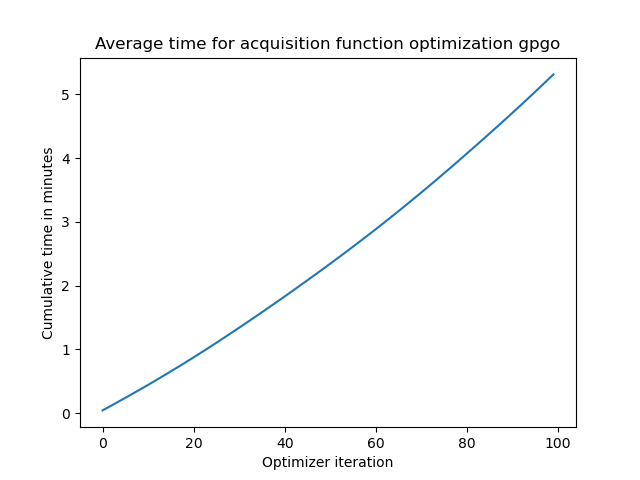 Average time for acquisition function optimization gpgo
5
4
3
2
1
0
Cumulative time in minutes
0 20 40 60 80 100
Optimizer iteration